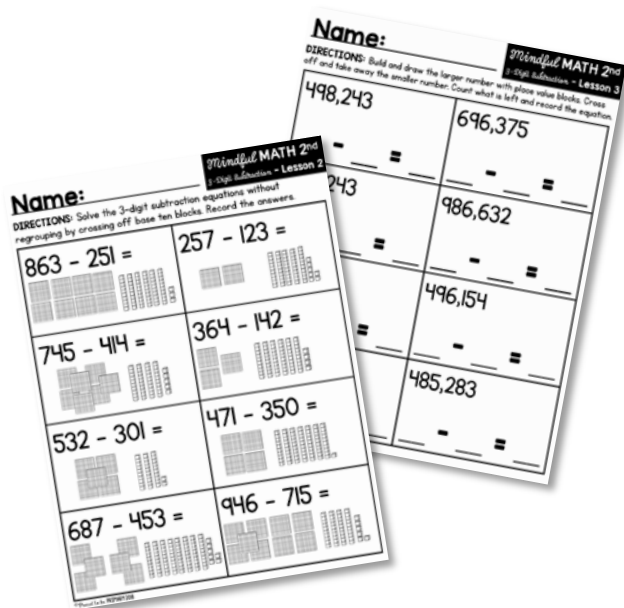 Name:
Mindful MATH 2nd
3-Digit Subtraction - Lesson 3
DIRECTIONS: Build and draw the larger number with place value blocks. Cross
off and take away the smaller number. Count what is left and record the equation.
498,243
- =
696,375
- =
243
=
986,632
- =
=
496,154
- =
485,283
- =
Name:
Mindful MATH 2nd
3-Digit Subtraction - Lesson 2
DIRECTIONS: Solve the 3-digit subtraction equations without
regrouping by crossing off base ten blocks. Record the answers.
863 - 251 =
257 - 123 =
745 - 414 =
364 - 142 =
532 - 301 =
471 - 350 =
687 - 453 =
946 - 715 =